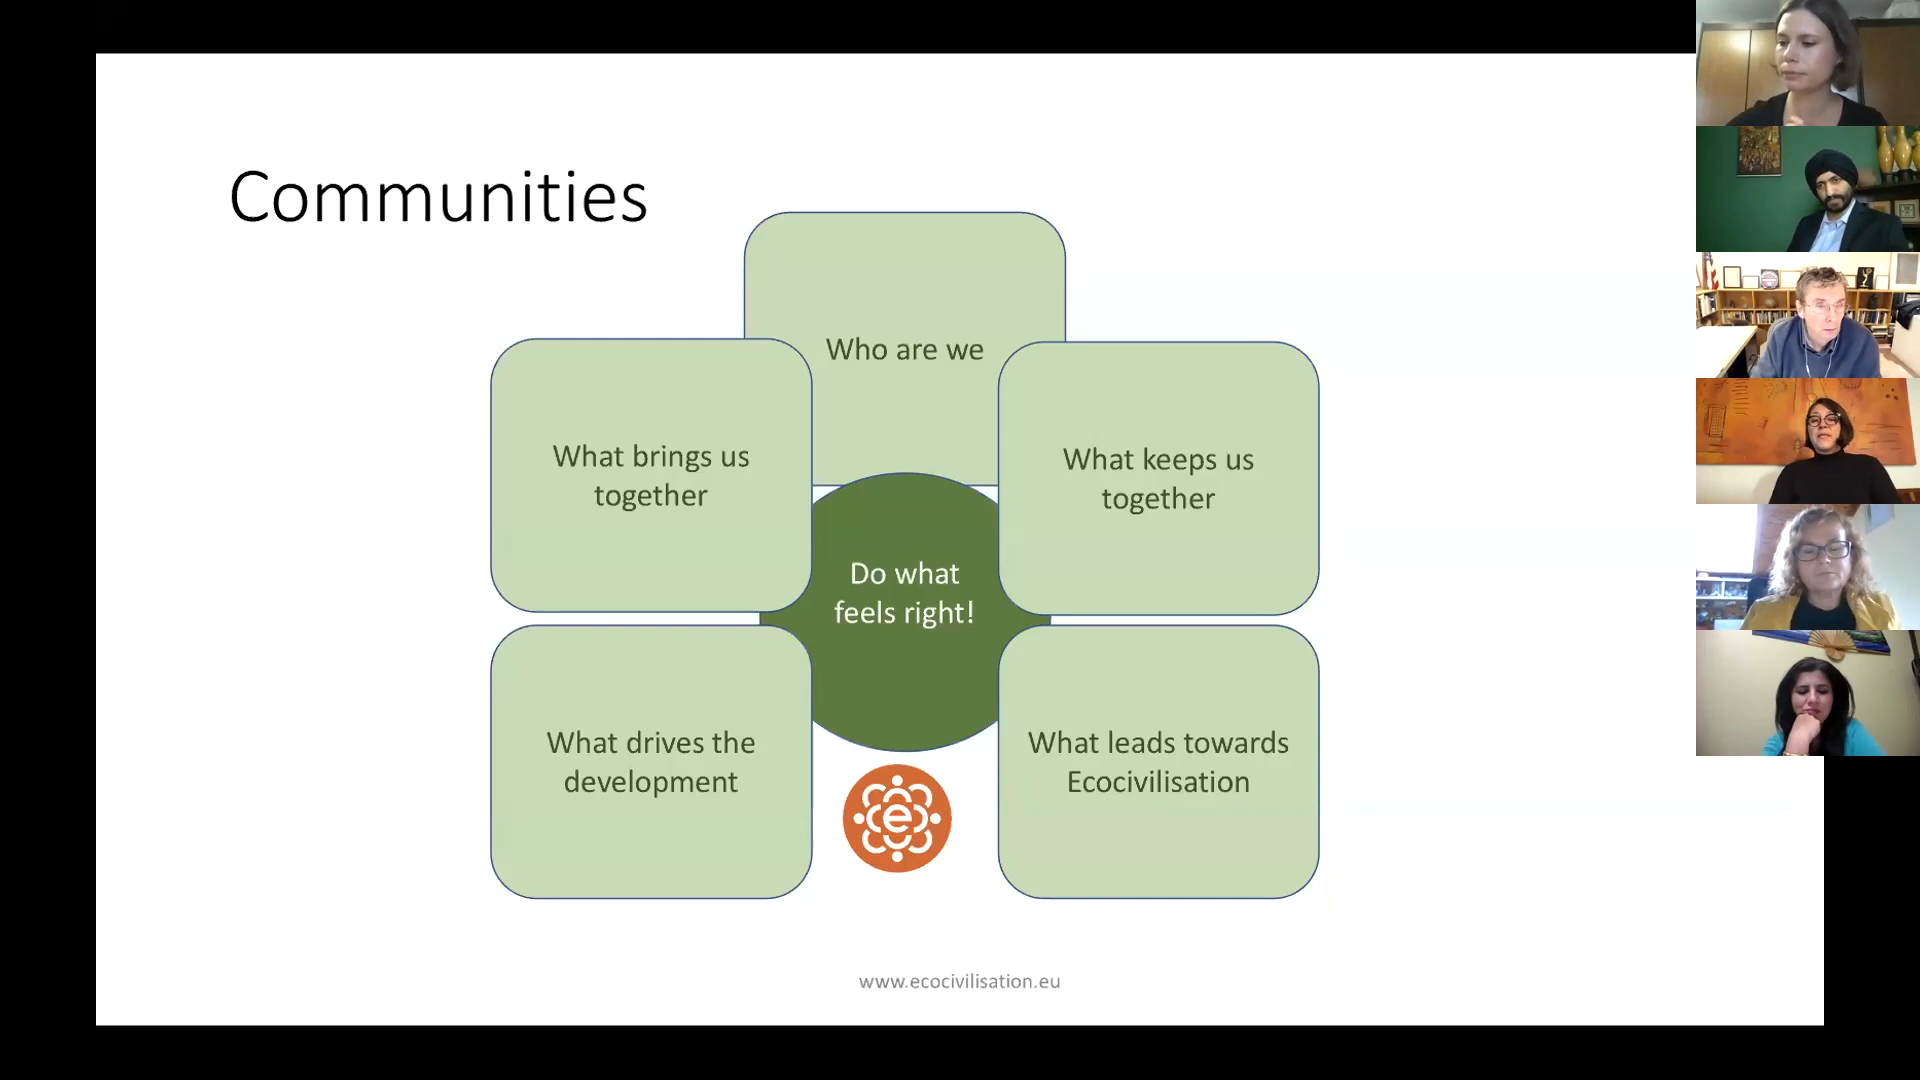 Communities
Who are we
What brings us
together
What keeps us
together
Do what
feels right!
What drives the
development
What leads towards
Ecocivilisation
e
www.ecocivilisation.eu